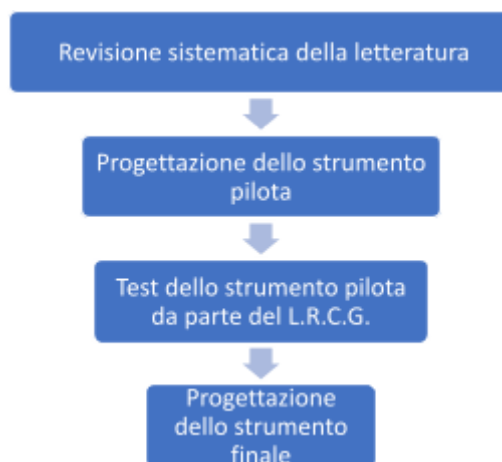 Revisione sistematica della letteratura
Progettazione dello strumento
pilota
Test dello strumento pilota
da parte del L.R.C.G.
Progettazione
dello strumento
finale